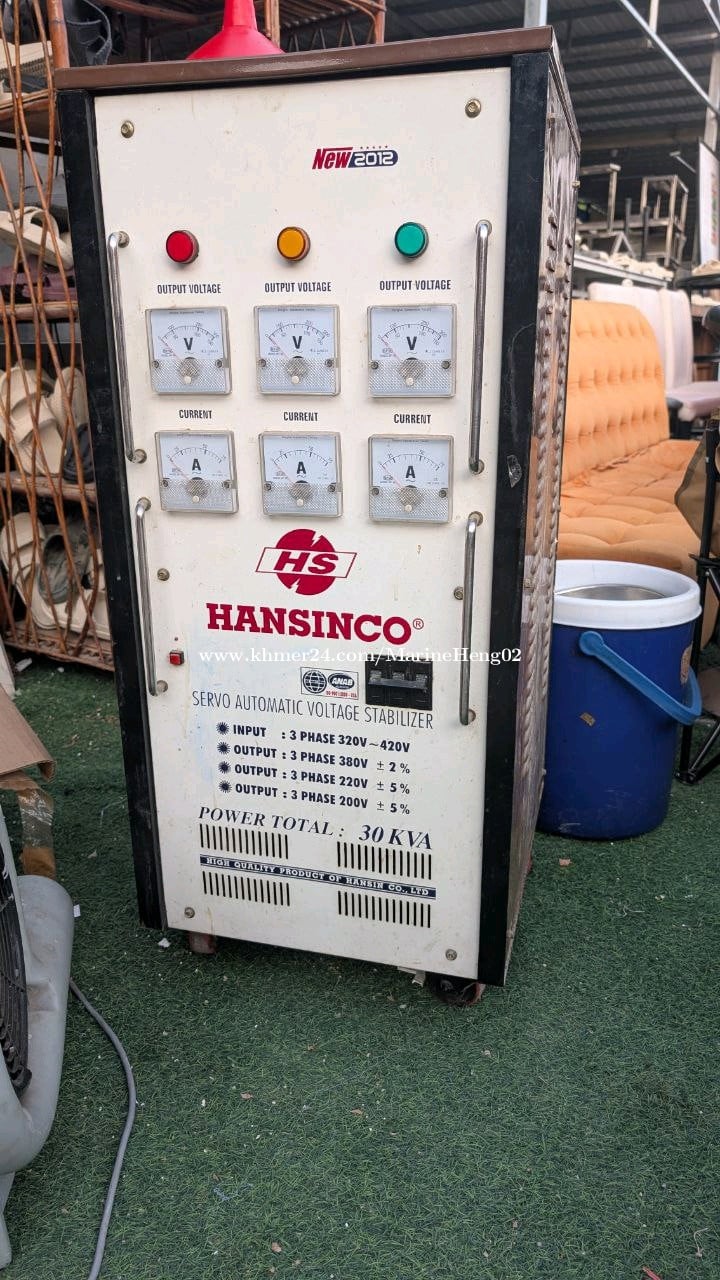 New 2012
OUTPUT VOLTAGE OUTPUT VOLTAGE OUTPUT VOLTAGE
V V V
CURRENT CURRENT CURRENT
A A A
HS
HANSINCO®
www.khmer24.com/MarineHeng02
ANAB
SERVO AUTOMATIC VOLTAGE STABILIZER
INPUT : 3 PHASE 320V ~ 420V
OUTPUT : 3 PHASE 380V ± 2 %
OUTPUT : 3 PHASE 220V ± 5 %
OUTPUT : 3 PHASE 200V ± 5 %
POWER TOTAL : 30 KVA
HIGH QUALITY PRODUCT OF HANSIN CO., LTD